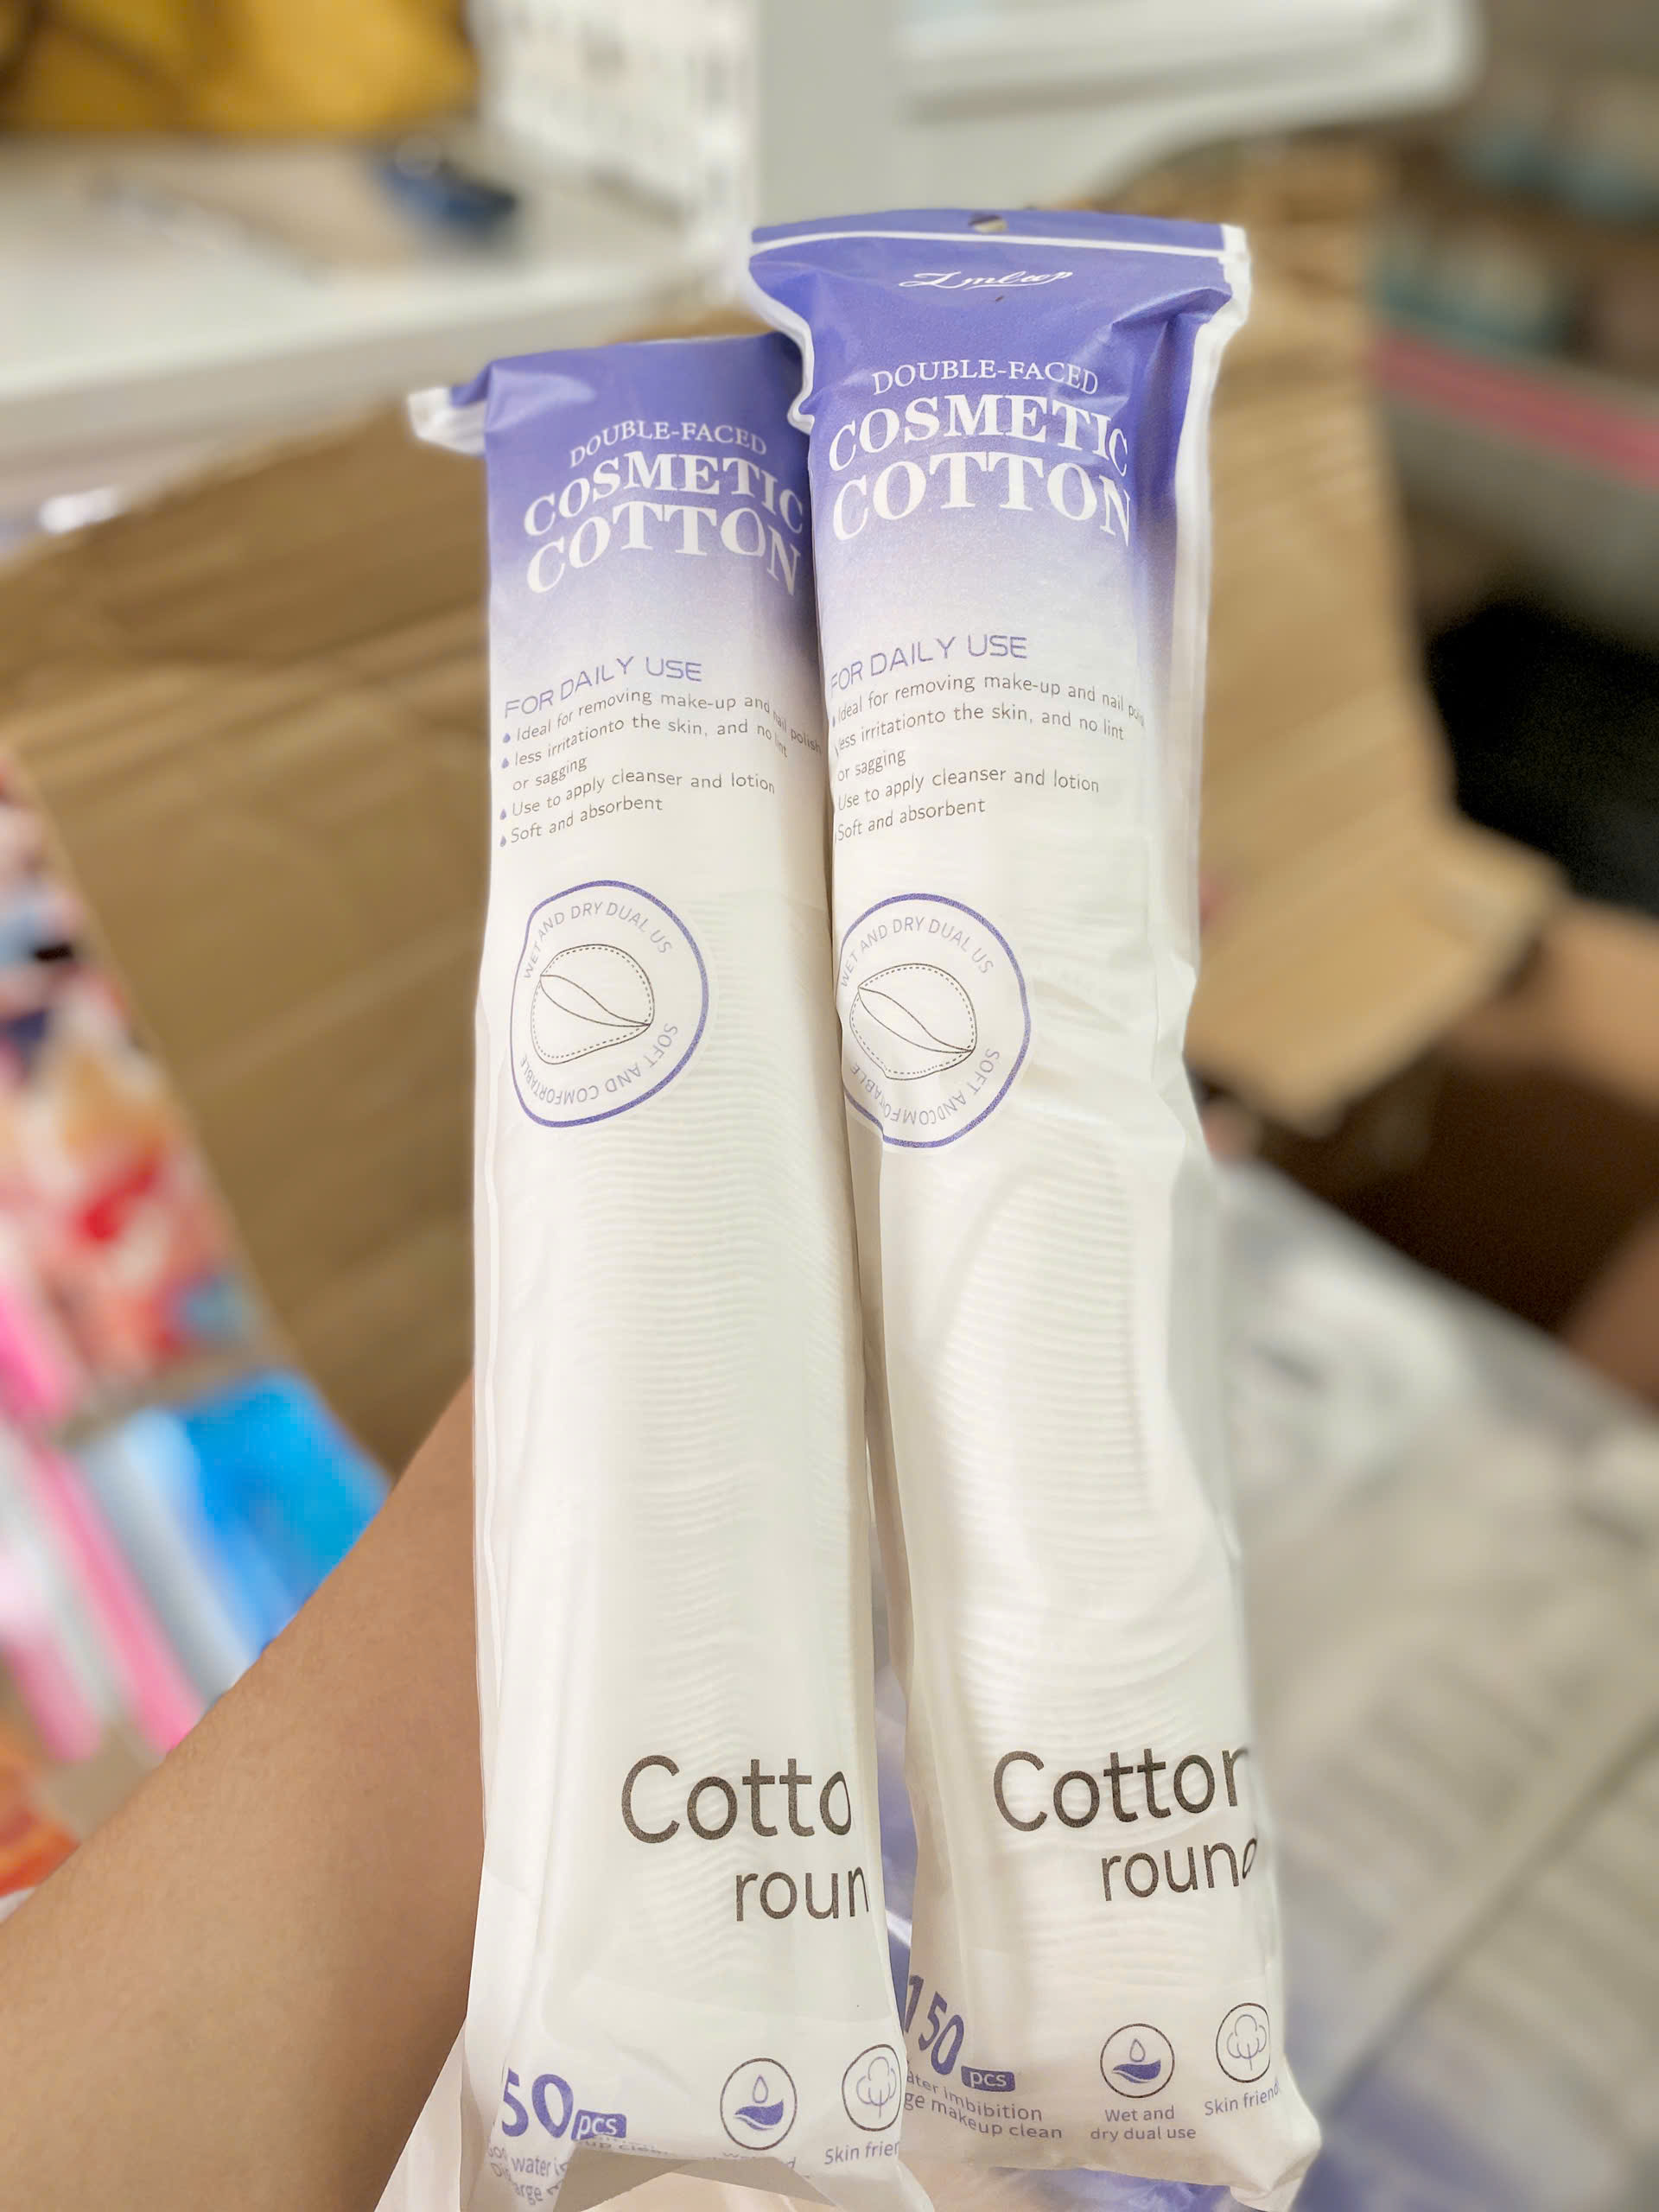 DOUBLE-FACED
COSMETIC
COTTON
FOR DAILY USE
Ideal for removing make-up and nail polish
less irritationto the skin, and no lint
or sagging
Use to apply cleanser and lotion
Soft and absorbent
WET AND DRY DUAL US
SOFT AND COMFORTABLE
Cotto
roun
50 pcs
water
arge
Skin frien
DOUBLE-FACED
COSMETIC
COTTON
FOR DAILY USE
Ideal for removing make-up and nail
less irritationto the skin, and no lint
or sagging
Use to apply cleanser and lotion
Soft and absorbent
WET AND DRY DUAL US
SOFT ANDCOMFORTABLE
Cotton
round
150 pcs
ater imbibition
ge makeup clean
Wet and
dry dual use
Skin friend